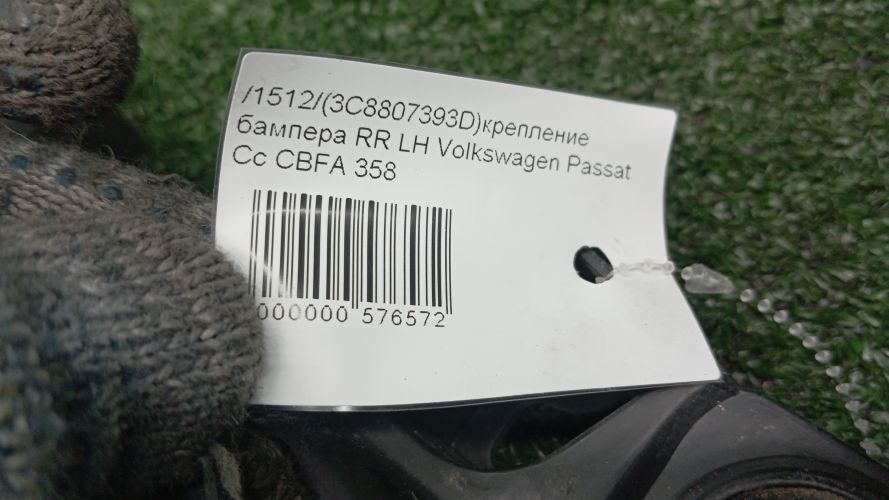 /1512/(3C8807393D)крепление
бампера RR LH Volkswagen Passat
Cc CBFA 358
000000 576572